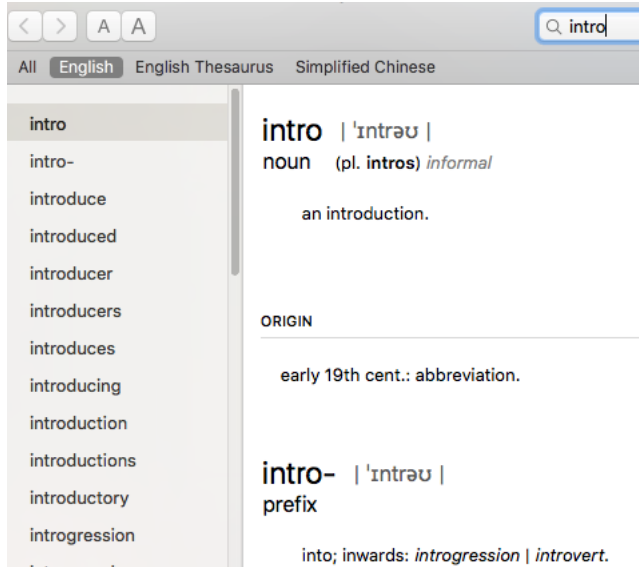 A A
intro
All English English Thesaurus Simplified Chinese
intro
intro-
introduce
introduced
introducer
introducers
introduces
introducing
introduction
introductions
introductory
introgression
intro | ˈɪntrəʊ |
noun (pl. intros) informal
an introduction.
ORIGIN
early 19th cent.: abbreviation.
intro- | ˈɪntrəʊ |
prefix
into; inwards: introgression | introvert.